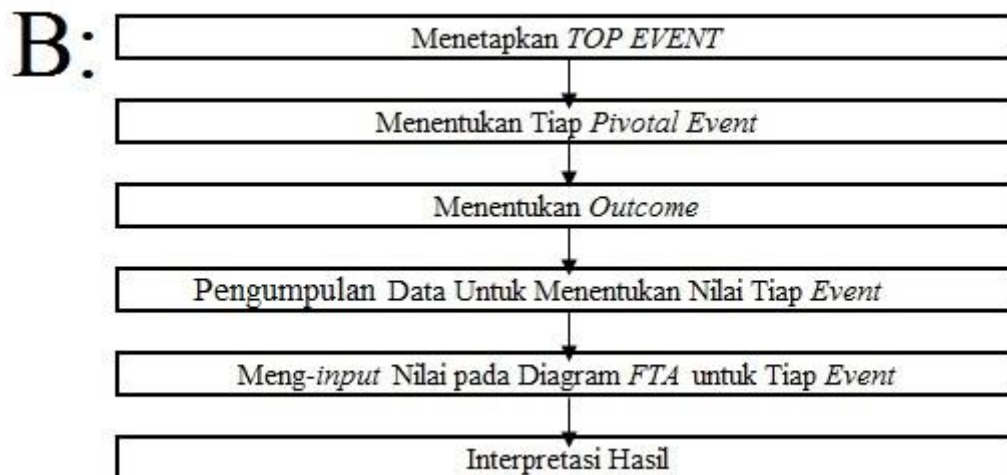 B:
Menetapkan TOP EVENT
Menentukan Tiap Pivotal Event
Menentukan Outcome
Pengumpulan Data Untuk Menentukan Nilai Tiap Event
Meng-input Nilai pada Diagram FTA untuk Tiap Event
Interpretasi Hasil